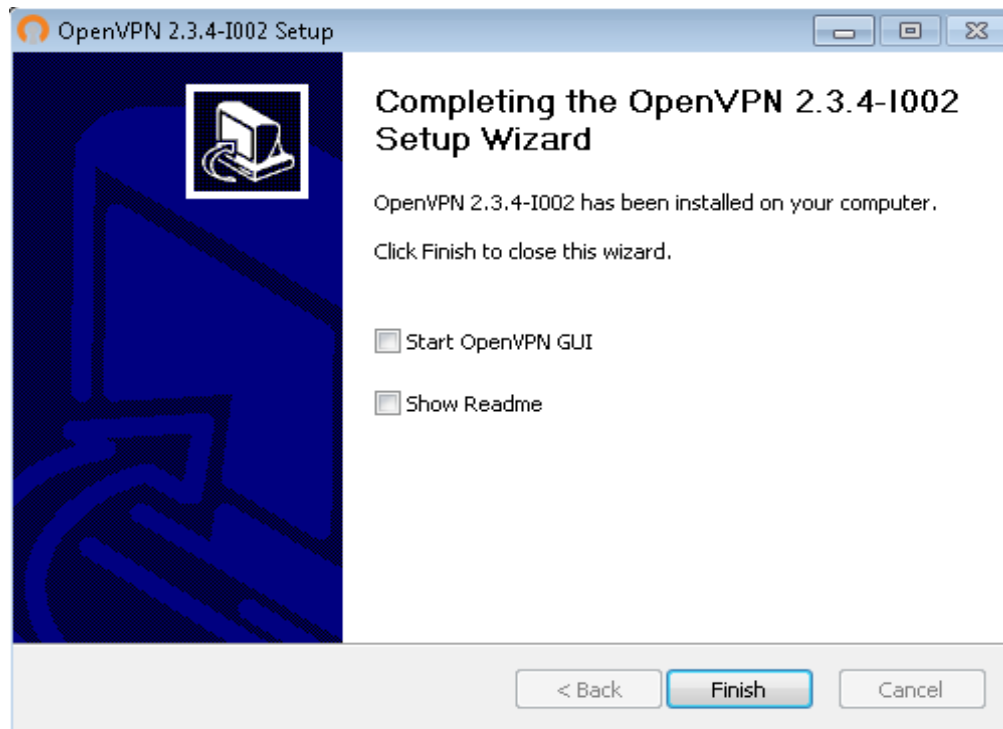 OpenVPN 2.3.4-I002 Setup
Completing the OpenVPN 2.3.4-I002
Setup Wizard
OpenVPN 2.3.4-I002 has been installed on your computer.
Click Finish to close this wizard.
Start OpenVPN GUI
Show Readme
< Back Finish Cancel